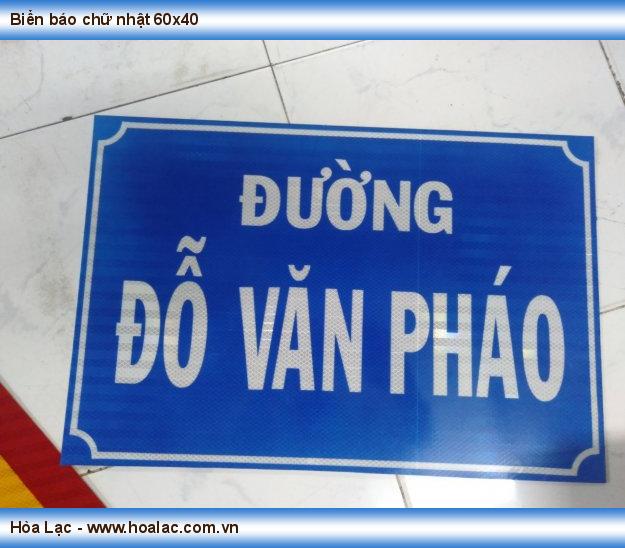 Biển báo chữ nhật 60x40
ĐƯỜNG
ĐỖ VĂN PHÁO
Hòa Lạc - www.hoalac.com.vn